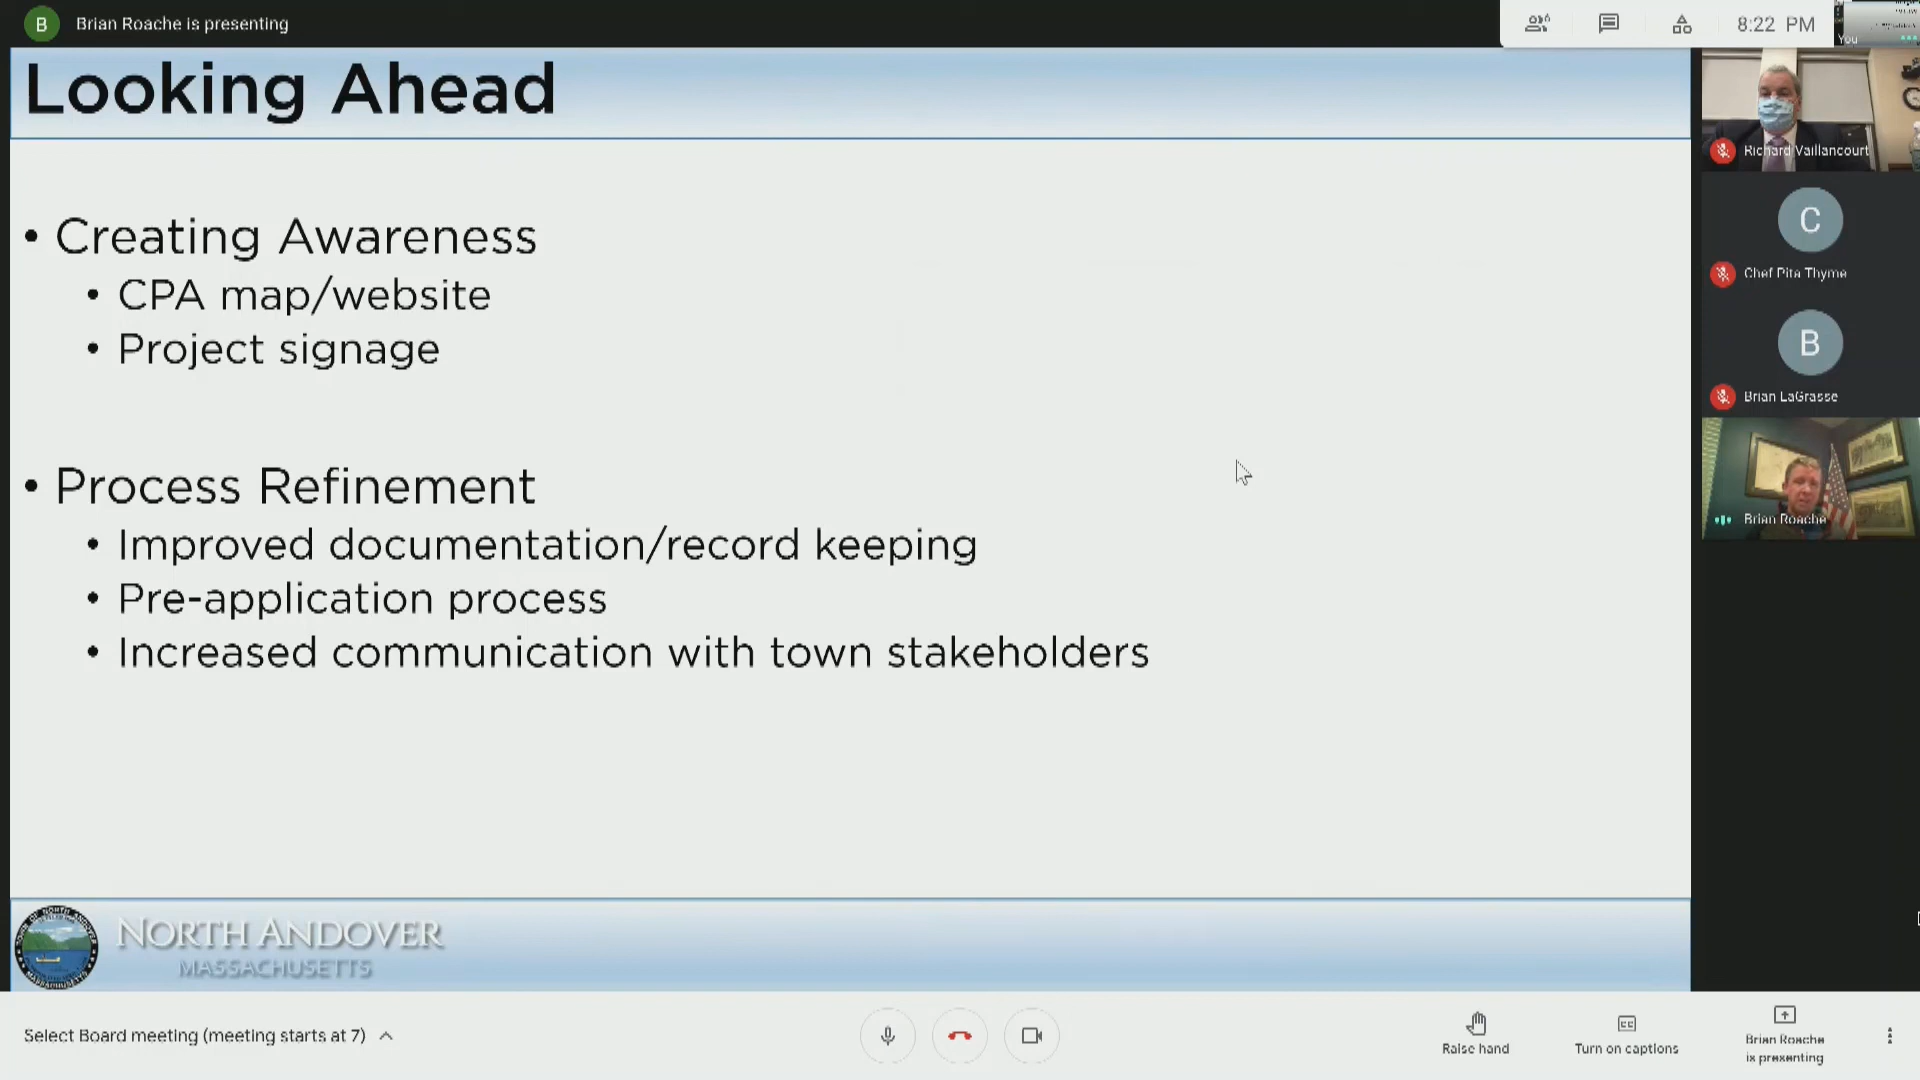 B Brian Roache is presenting
8:22 PM
You
Looking Ahead
• Creating Awareness
• CPA map/website
• Project signage
• Process Refinement
• Improved documentation/record keeping
• Pre-application process
• Increased communication with town stakeholders
Richard Vaillancourt
C
Chef Pita Thyme
B
Brian LaGrasse
Brian Roache
NORTH ANDOVER
MASSACHUSETTS
Select Board meeting (meeting starts at 7)
Raise hand
Turn on captions
Brian Roache
is presenting